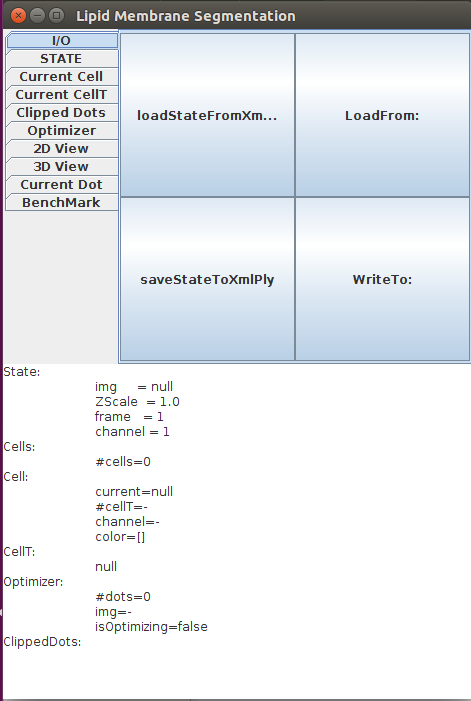 Lipid Membrane Segmentation
I/O
STATE
Current Cell
Current CellT
Clipped Dots
Optimizer
2D View
3D View
Current Dot
BenchMark
loadStateFromXm...
LoadFrom:
saveStateToXmlPly
WriteTo:
State:
img = null
ZScale = 1.0
frame = 1
channel = 1
Cells:
#cells=0
Cell:
current=null
#cellT=-
channel=-
color=[]
CellT:
null
Optimizer:
#dots=0
img=-
isOptimizing=false
ClippedDots: